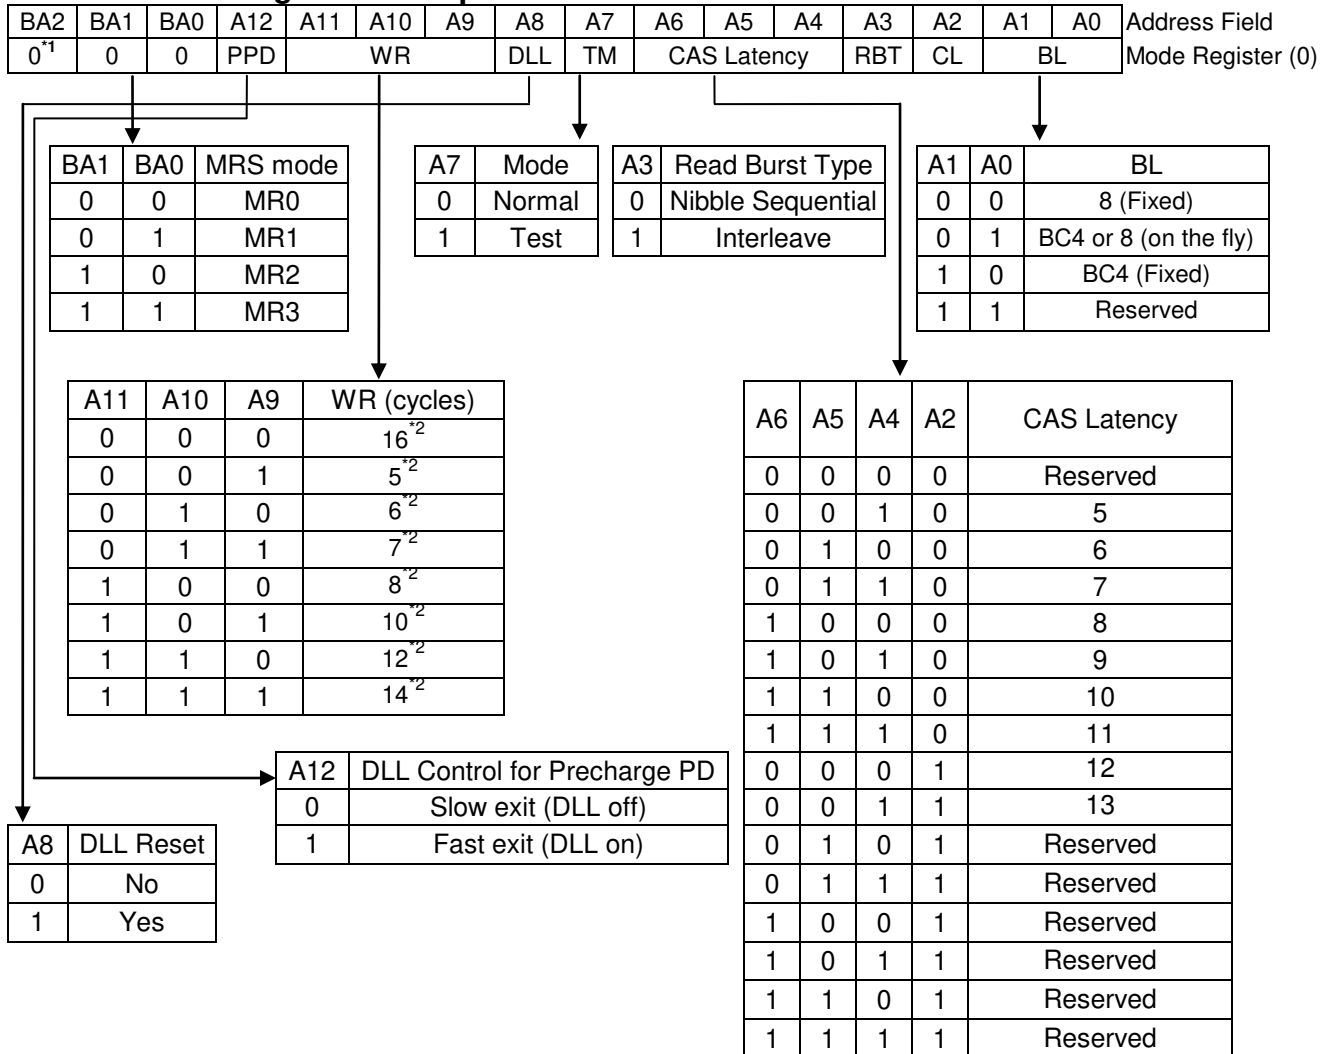 BA2 BA1 BA0 A12 A11 A10 A9 A8 A7 A6 A5 A4 A3 A2 A1 A0 Address Field
0*1 0 0 PPD WR DLL TM CAS Latency RBT CL BL Mode Register (0)
BA1 BA0 MRS mode
0 0 MR0
0 1 MR1
1 0 MR2
1 1 MR3
A7 Mode
0 Normal
1 Test
A3 Read Burst Type
0 Nibble Sequential
1 Interleave
A1 A0 BL
0 0 8 (Fixed)
0 1 BC4 or 8 (on the fly)
1 0 BC4 (Fixed)
1 1 Reserved
A11 A10 A9 WR (cycles)
0 0 0 16*2
0 0 1 5*2
0 1 0 6*2
0 1 1 7*2
1 0 0 8*2
1 0 1 10*2
1 1 0 12*2
1 1 1 14*2
A6 A5 A4 A2 CAS Latency
0 0 0 0 Reserved
0 0 1 0 5
0 1 0 0 6
0 1 1 0 7
1 0 0 0 8
1 0 1 0 9
1 1 0 0 10
1 1 1 0 11
0 0 0 1 12
0 0 1 1 13
0 1 0 1 Reserved
0 1 1 1 Reserved
1 0 0 1 Reserved
1 0 1 1 Reserved
1 1 0 1 Reserved
1 1 1 1 Reserved
A12 DLL Control for Precharge PD
0 Slow exit (DLL off)
1 Fast exit (DLL on)
A8 DLL Reset
0 No
1 Yes